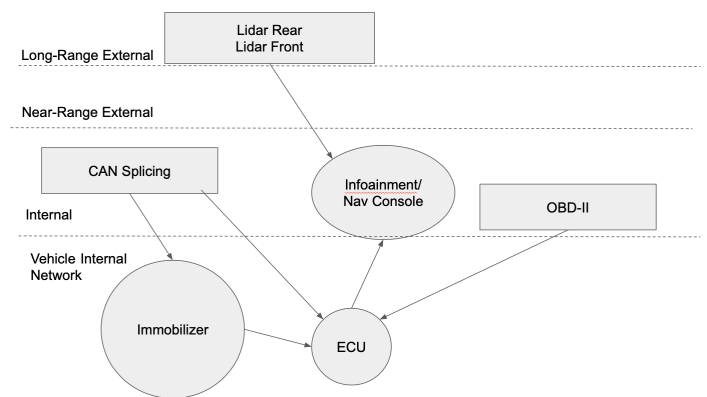 Lidar Rear
Lidar Front
Long-Range External
Near-Range External
CAN Splicing
Infoainment/
Nav Console
OBD-II
Internal
Vehicle Internal
Network
Immobilizer
ECU